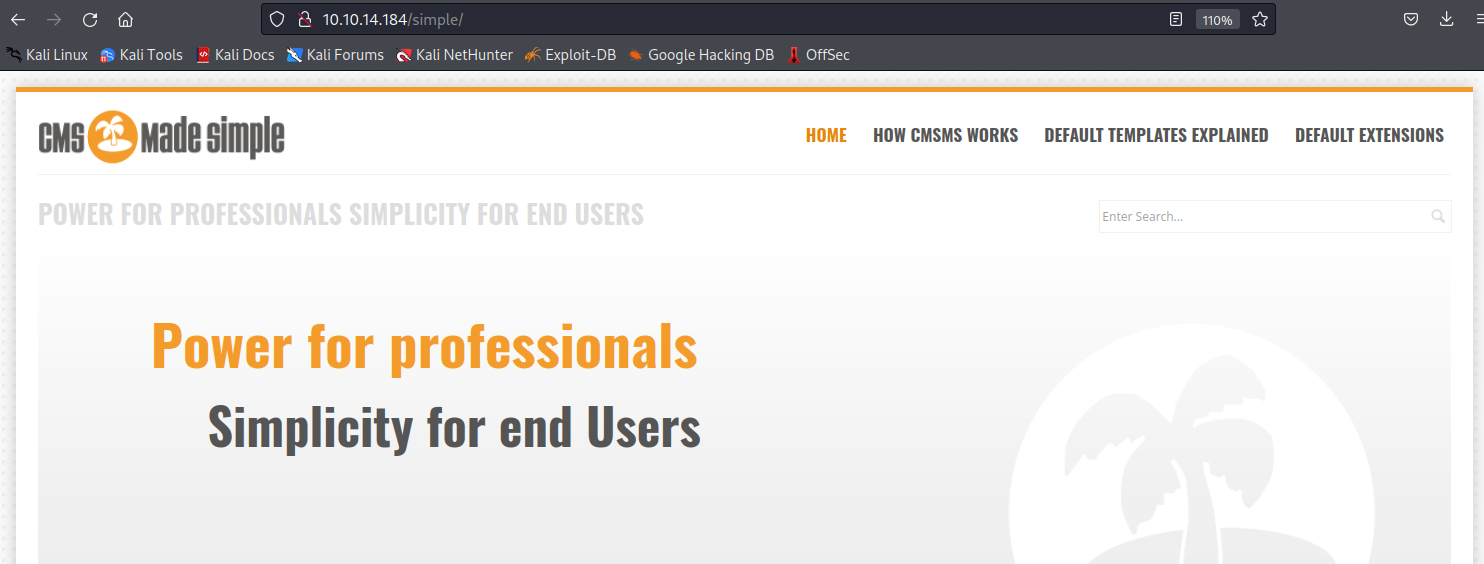 10.10.14.184/simple/
110%
Kali Linux Kali Tools Kali Docs Kali Forums Kali NetHunter Exploit-DB Google Hacking DB OffSec
CMS made simple
HOME HOW CMSMS WORKS DEFAULT TEMPLATES EXPLAINED DEFAULT EXTENSIONS
POWER FOR PROFESSIONALS SIMPLICITY FOR END USERS
Enter Search...
Power for professionals
Simplicity for end Users